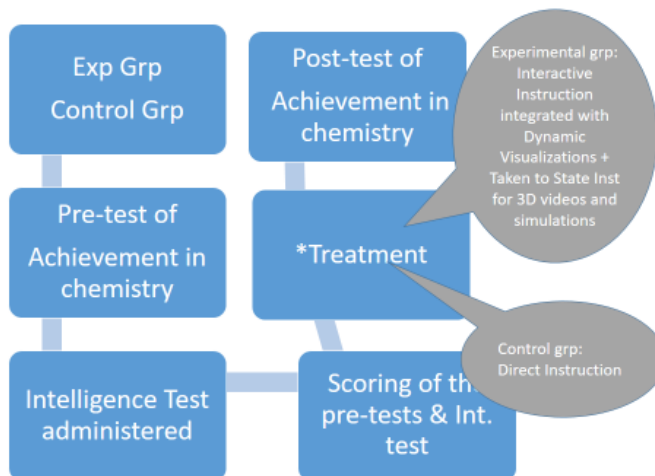 Exp Grp
Control Grp
Pre-test of
Achievement in
chemistry
Intelligence Test
administered
Scoring of th
pre-tests & Int.
test
*Treatment
Post-test of
Achievement in
chemistry
Experimental grp:
Interactive
Instruction
integrated with
Dynamic
Visualizations +
Taken to State Inst
for 3D videos and
simulations
Control grp:
Direct Instruction